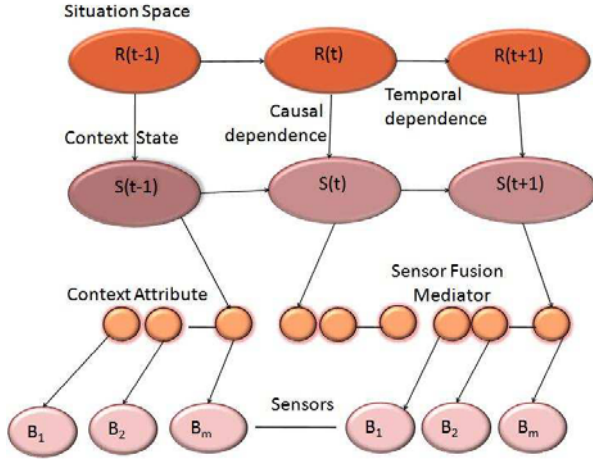 Situation Space
R(t-1)
R(t)
R(t+1)
Causal
dependence
Temporal
dependence
Context State
S(t-1)
S(t)
S(t+1)
Context Attribute
Sensor Fusion
Mediator
B1
B2
Bm
Sensors
B1
B2
Bm